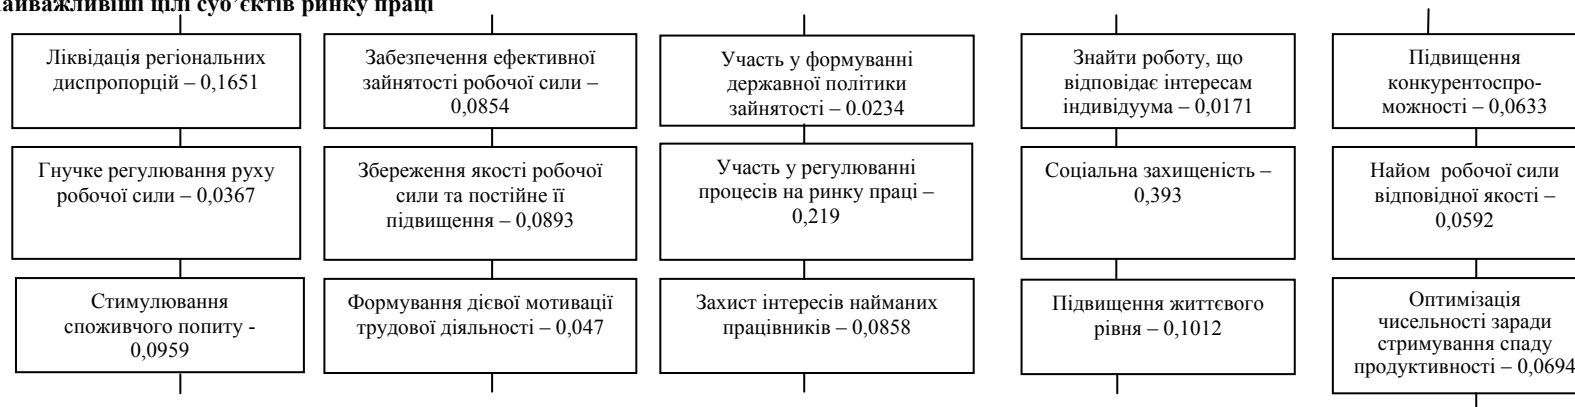 найважливіші цілі суб’єктів ринку праці
Ліквідація регіональних
диспропорцій – 0,1651
Гнучке регулювання руху
робочої сили – 0,0367
Стимулювання
споживчого попиту -
0,0959
Забезпечення ефективної
зайнятості робочої сили –
0,0854
Збереження якості робочої
сили та постійне її
підвищення – 0,0893
Формування дієвої мотивації
трудової діяльності – 0,047
Участь у формуванні
державної політики
зайнятості – 0.0234
Участь у регулюванні
процесів на ринку праці –
0,219
Захист інтересів найманих
працівників – 0,0858
Знайти роботу, що
відповідає інтересам
індивідуума – 0,0171
Соціальна захищеність –
0,393
Підвищення життєвого
рівня – 0,1012
Підвищення
конкурентоспро-
можності – 0,0633
Найом робочої сили
відповідної якості –
0,0592
Оптимізація
чисельності заради
стримування спаду
продуктивності – 0,0694